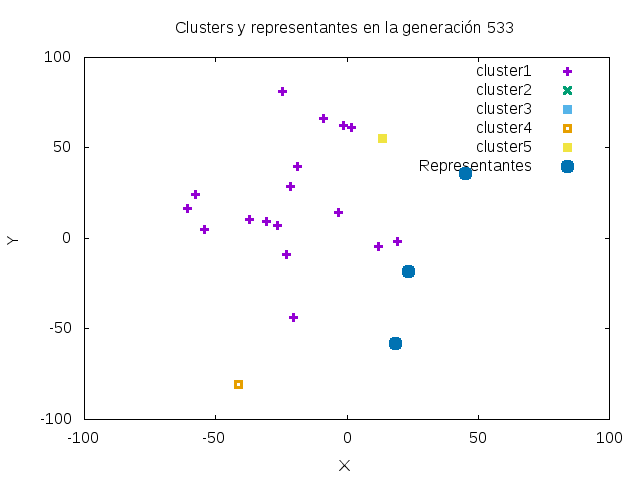 Clusters y representantes en la generación 533
100
50
0
-50
-100
-100
-50
0
50
100
X
Y
cluster1
cluster2
cluster3
cluster4
cluster5
Representantes